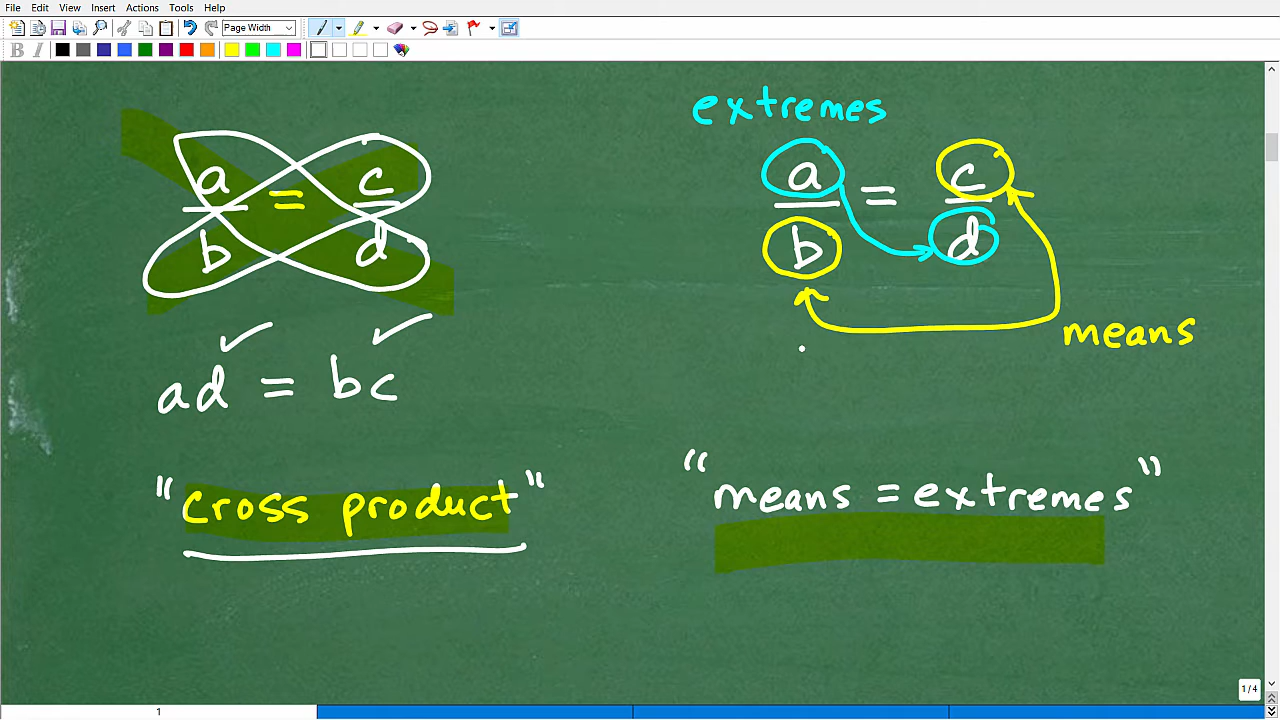 File Edit View Insert Actions Tools Help
Page Width
B I
extremes
a/b = c/d
a/b = c/d
means
ad = bc
"cross product"
"means = extremes"
1/4
1